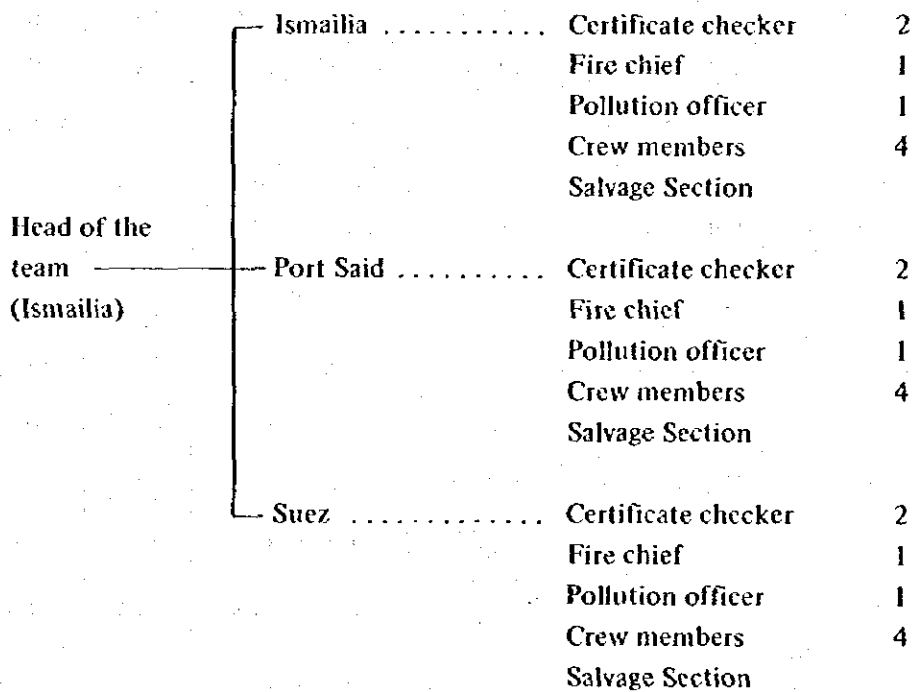 Ismailia ........... Certificate checker 2
Fire chief 1
Pollution officer 1
Crew members 4
Salvage Section
Head of the
team
(Ismailia)
Port Said .......... Certificate checker 2
Fire chief 1
Pollution officer 1
Crew members 4
Salvage Section
Suez ............. Certificate checker 2
Fire chief 1
Pollution officer 1
Crew members 4
Salvage Section